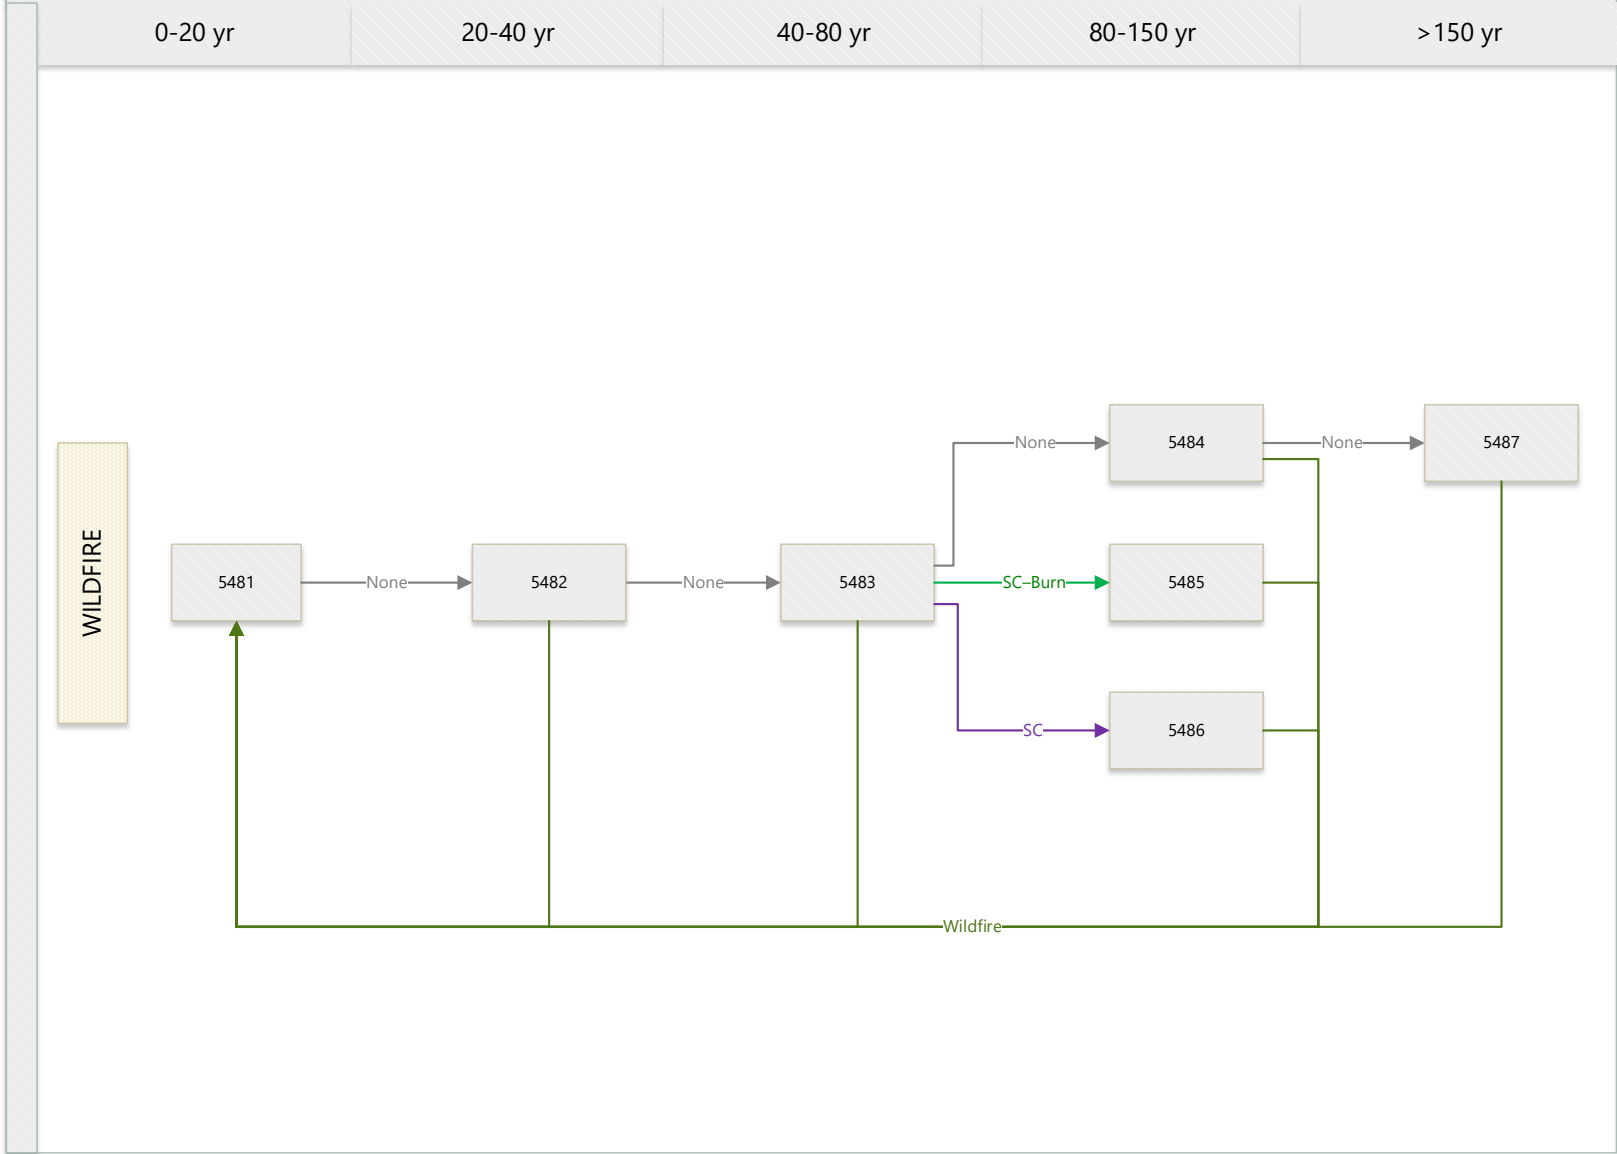 0-20 yr
20-40 yr
40-80 yr
80-150 yr
>150 yr
WILDFIRE
5484
None
5487
None
5481
None
5482
None
5483
SC–Burn
5485
SC
5486
Wildfire